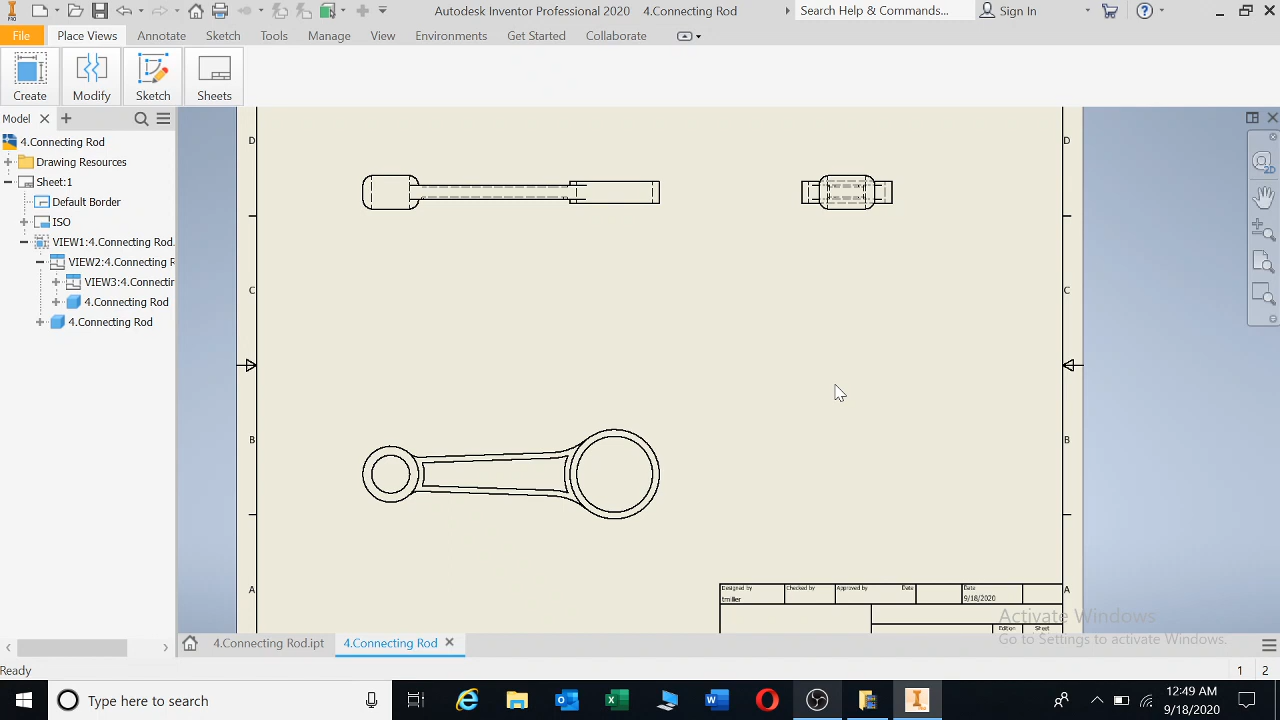 PRO
Autodesk Inventor Professional 2020   4.Connecting Rod
Search Help & Commands...
Sign In
File
Place Views
Annotate
Sketch
Tools
Manage
View
Environments
Get Started
Collaborate
Create
Modify
Sketch
Sheets
Model
4.Connecting Rod
Drawing Resources
Sheet:1
Default Border
ISO
VIEW1:4.Connecting Rod.
VIEW2:4.Connecting R
VIEW3:4.Connectin
4.Connecting Rod
4.Connecting Rod
D
D
C
C
B
B
A
A
2D
Designed by
tmiller
Checked by
Approved by
Date
Date
9/18/2020
Edition
Sheet
Activate Windows
Go to Settings to activate Windows.
4.Connecting Rod.ipt
4.Connecting Rod
Ready
1
2
Type here to search
12:49 AM
9/18/2020